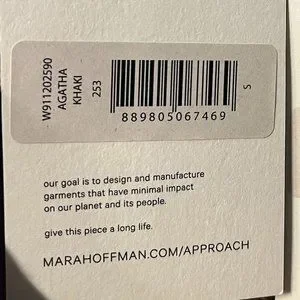 W911202590
AGATHA
KHAKI
253
889805067469
S
our goal is to design and manufacture
garments that have minimal impact
on our planet and its people.
give this piece a long life.
MARAHOFFMAN.COM/APPROACH